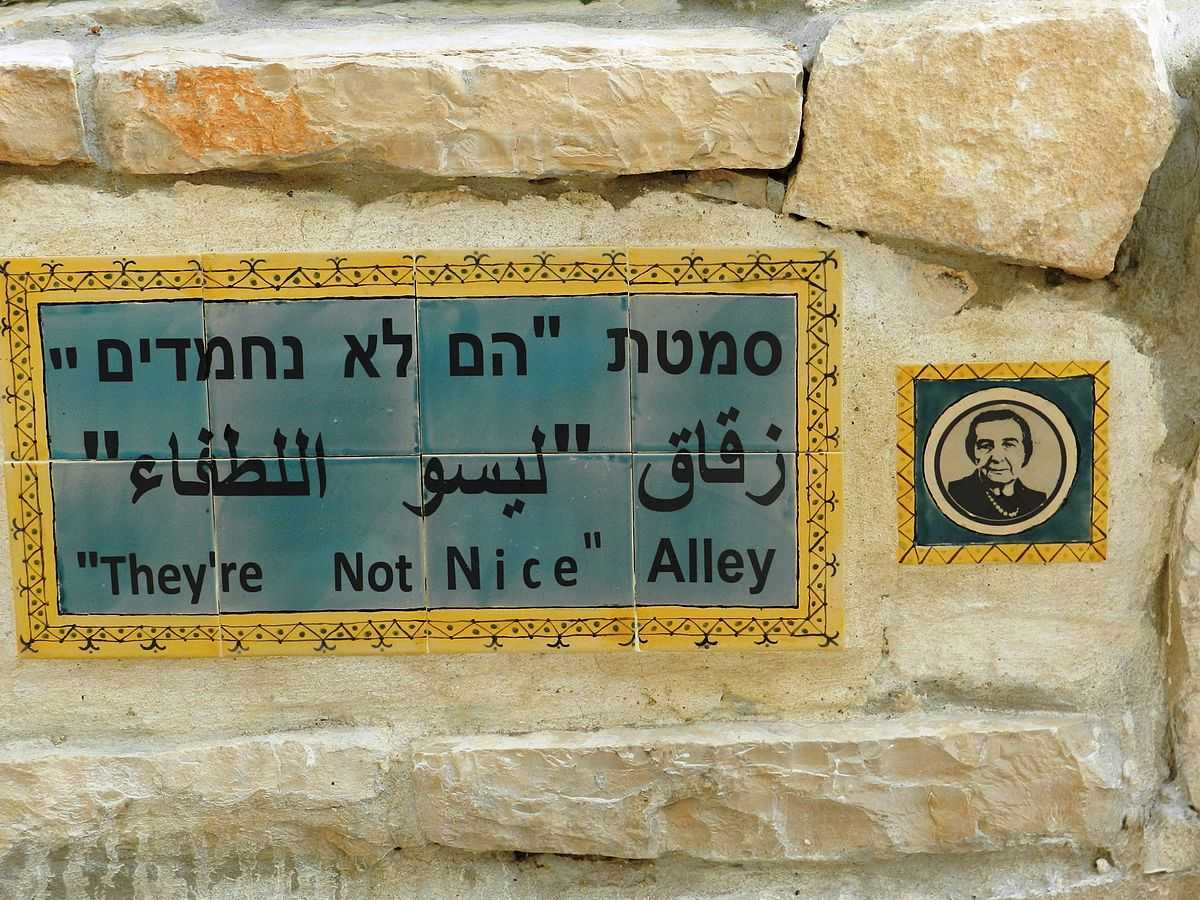 סמטת "הם לא נחמדים"
زقاق "ليسو اللطفاء"
"They're Not Nice" Alley